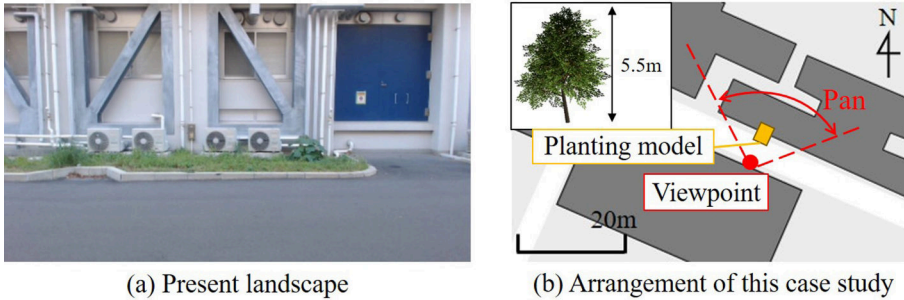 5.5m
N
Pan
Planting model
Viewpoint
20m
(a) Present landscape
(b) Arrangement of this case study